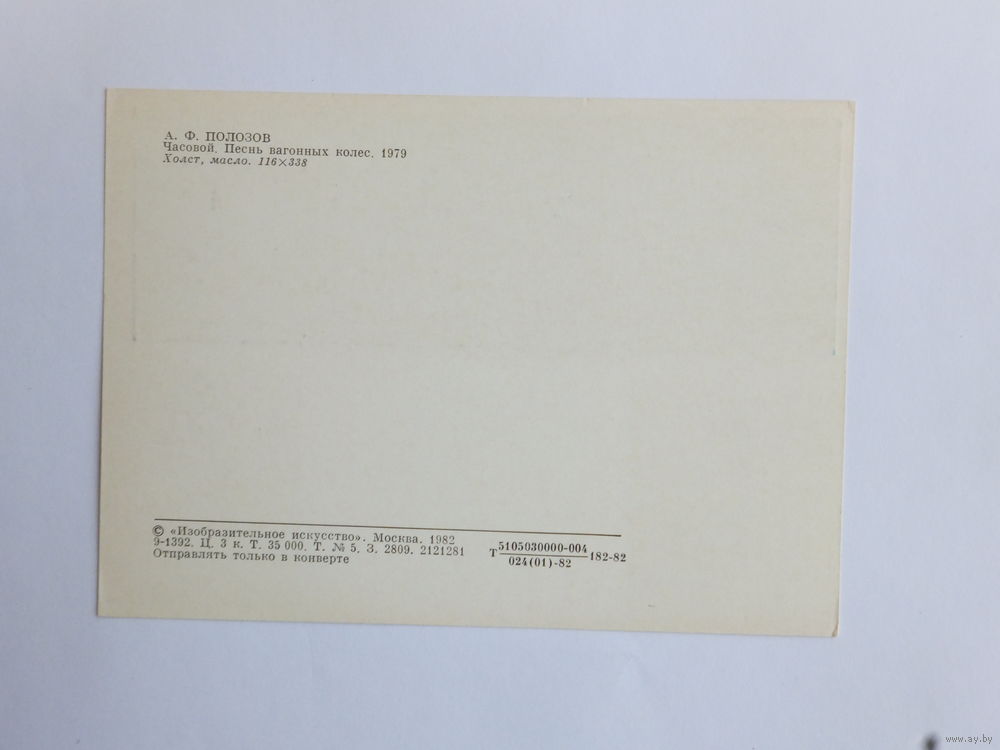 А. Ф. ПОЛОЗОВ
Часовой. Песнь вагонных колес. 1979
Холст, масло. 116×338
© «Изобразительное искусство». Москва. 1982
9-1392. Ц. 3 к. Т. 35 000. Т. № 5. З. 2809. 2121281
Отправлять только в конверте
Т 5105030000-004 182-82
024(01)-82
www.ay.by